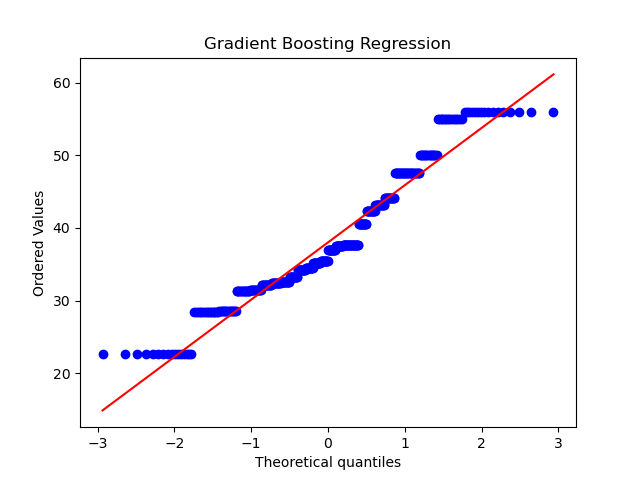 Gradient Boosting Regression
60
50
40
30
20
Ordered Values
−3 −2 −1 0 1 2 3
Theoretical quantiles